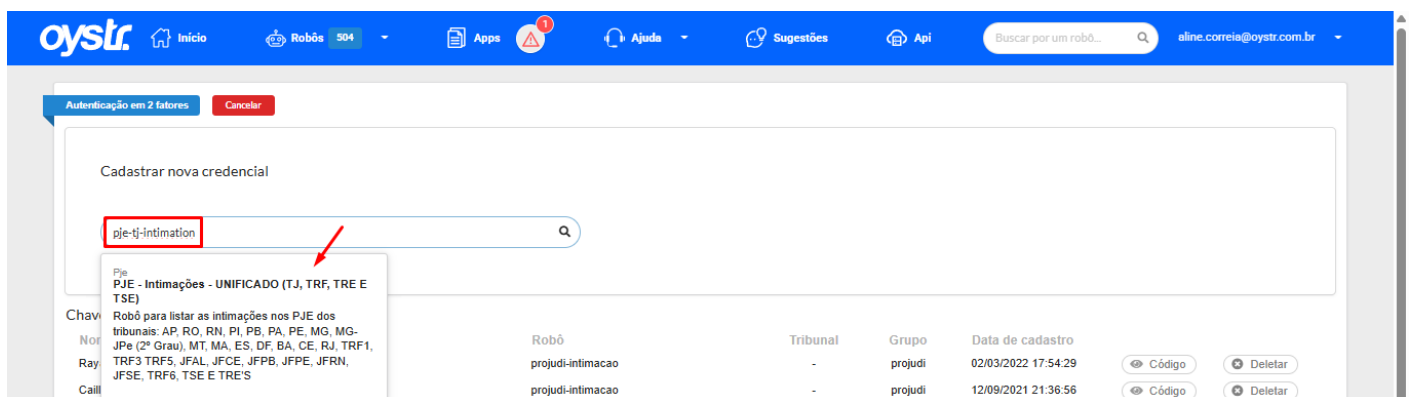 oystr. Início Robôs 504 Apps 1 Ajuda Sugestões Api Buscar por um robô... aline.correia@oystr.com.br
Autenticação em 2 fatores Cancelar
Cadastrar nova credencial
pje-tj-intimation
Pje
PJE - Intimações - UNIFICADO (TJ, TRF, TRE E
TSE)
Robô para listar as intimações nos PJE dos
tribunais: AP, RO, RN, PI, PB, PA, PE, MG, MG-
JPe (2º Grau), MT, MA, ES, DF, BA, CE, RJ, TRF1,
TRF3 TRF5, JFAL, JFCE, JFPB, JFPE, JFRN,
JFSE, TRF6, TSE E TRE'S
Robô Tribunal Grupo Data de cadastro
projudi-intimacao - projudi 02/03/2022 17:54:29 Código Deletar
projudi-intimacao - projudi 12/09/2021 21:36:56 Código Deletar